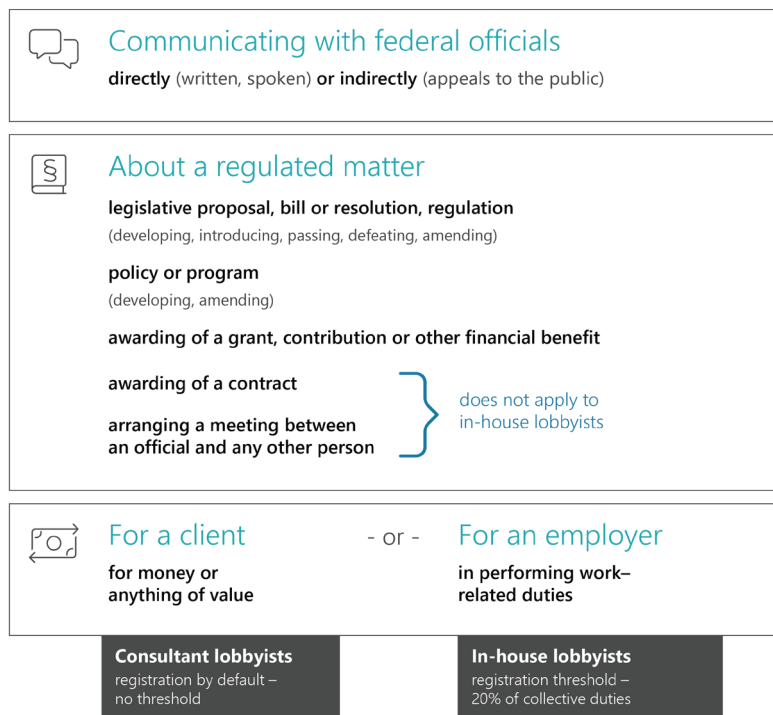 Communicating with federal officials
directly (written, spoken) or indirectly (appeals to the public)
§
About a regulated matter
legislative proposal, bill or resolution, regulation
(developing, introducing, passing, defeating, amending)
policy or program
(developing, amending)
awarding of a grant, contribution or other financial benefit
awarding of a contract
arranging a meeting between
an official and any other person
does not apply to
in-house lobbyists
For a client
for money or
anything of value
- or -
For an employer
in performing work–
related duties
Consultant lobbyists
registration by default –
no threshold
In-house lobbyists
registration threshold –
20% of collective duties